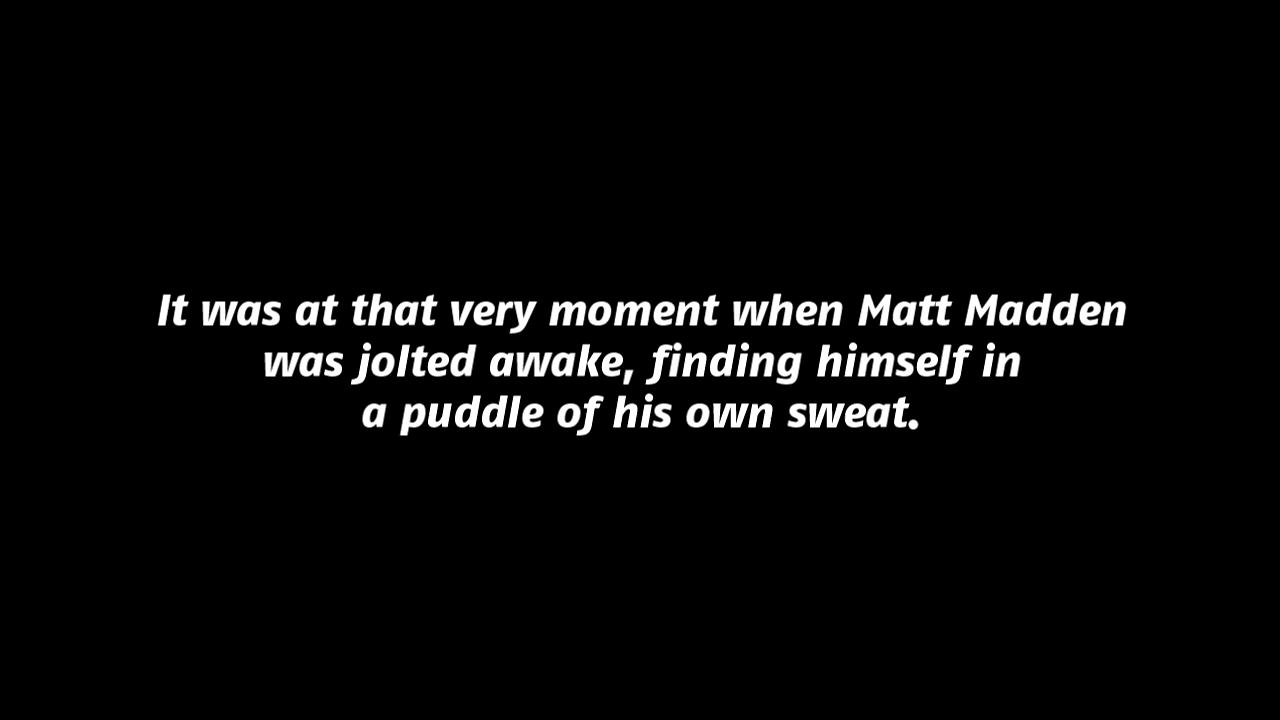 It was at that very moment when Matt Madden
was jolted awake, finding himself in
a puddle of his own sweat.